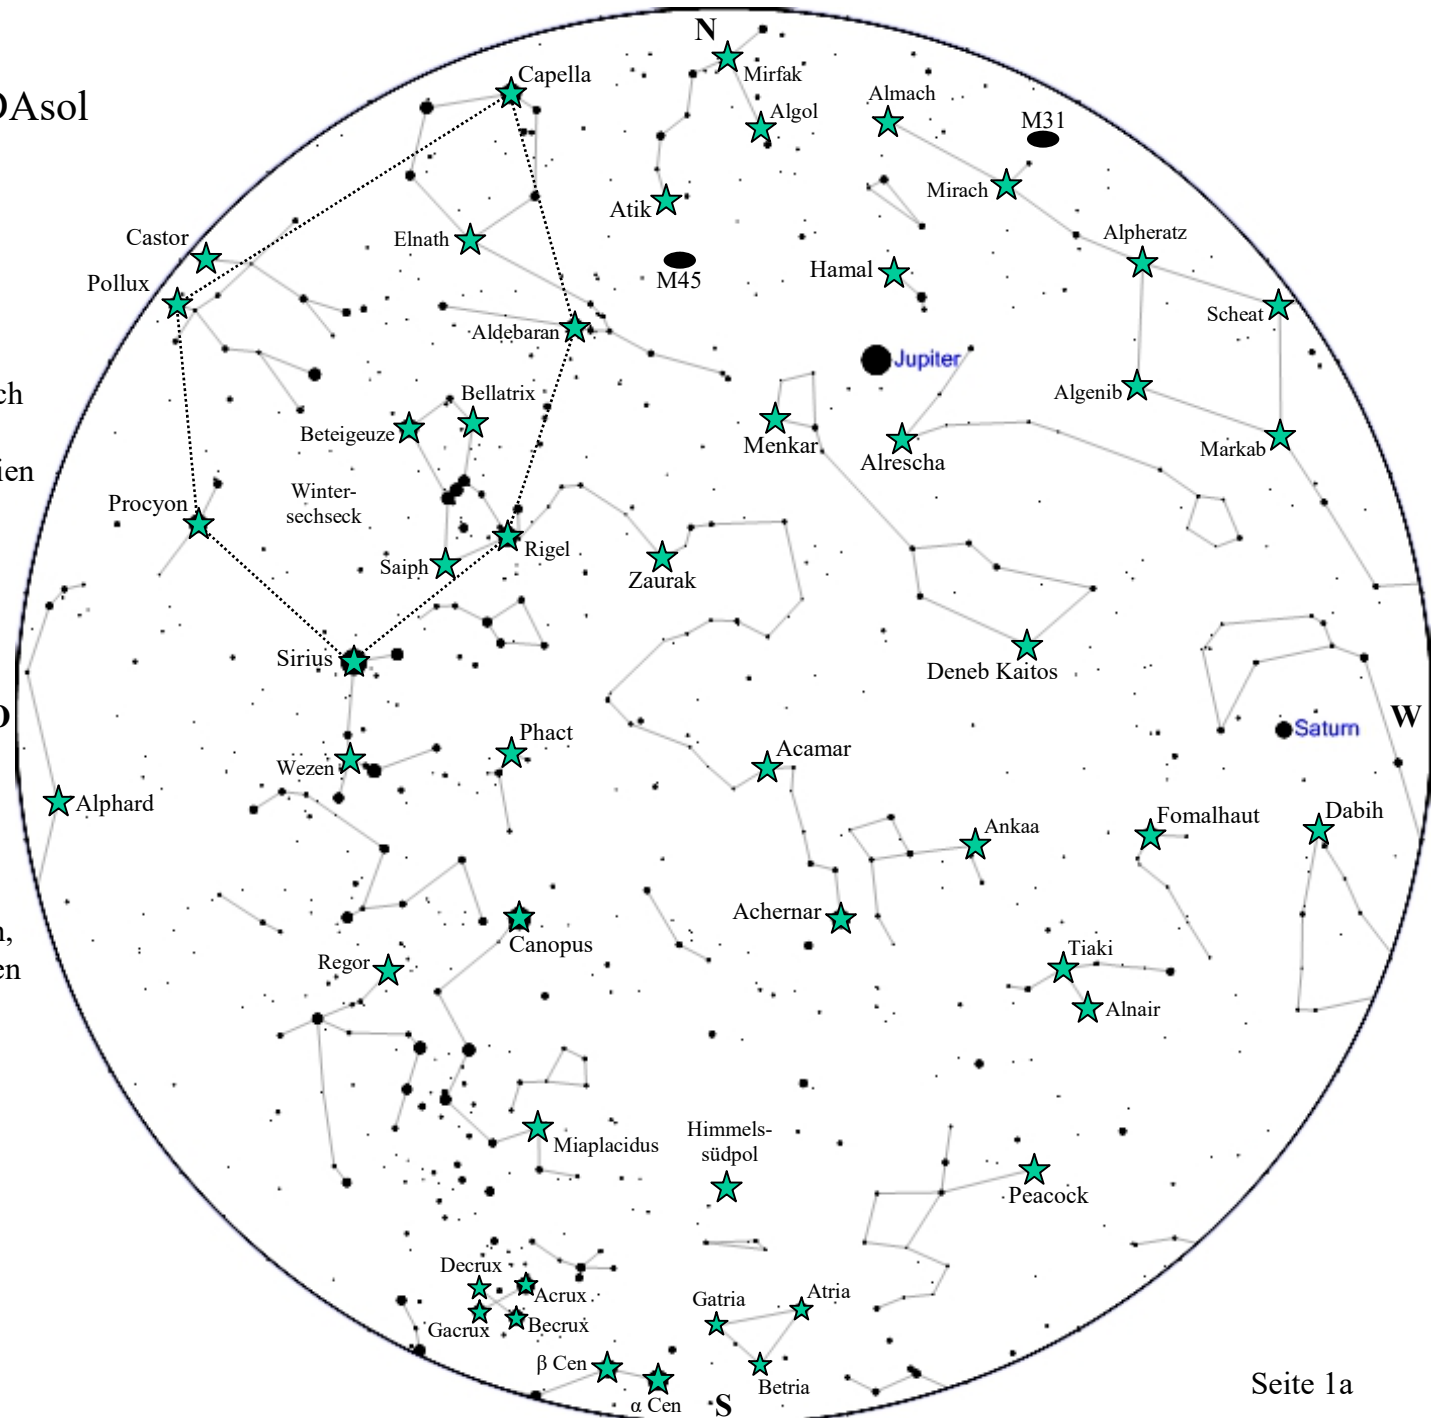 N
Capella
Mirfak
DAsol
Almach
Algol
M31
Mirach
Atik
Castor
Elnath
Alpheratz
Pollux
Hamal
M45
Scheat
Aldebaran
Jupiter
ch
Bellatrix
Algenib
Beteigeuze
Menkar
Markab
Alrescha
ien
Winter-
sechseck
Procyon
Rigel
Saiph
Zaurak
Sirius
Deneb Kaitos
O
W
Saturn
Phact
Acamar
Wezen
Alphard
Fomalhaut
Dabih
Ankaa
Achernar
n,
Canopus
Tiaki
Regor
en
Alnair
Himmels-
südpol
Miaplacidus
Peacock
Decrux
Acrux
Gatria
Atria
Gacrux
Becrux
β Cen
Betria
Seite 1a
α Cen
S